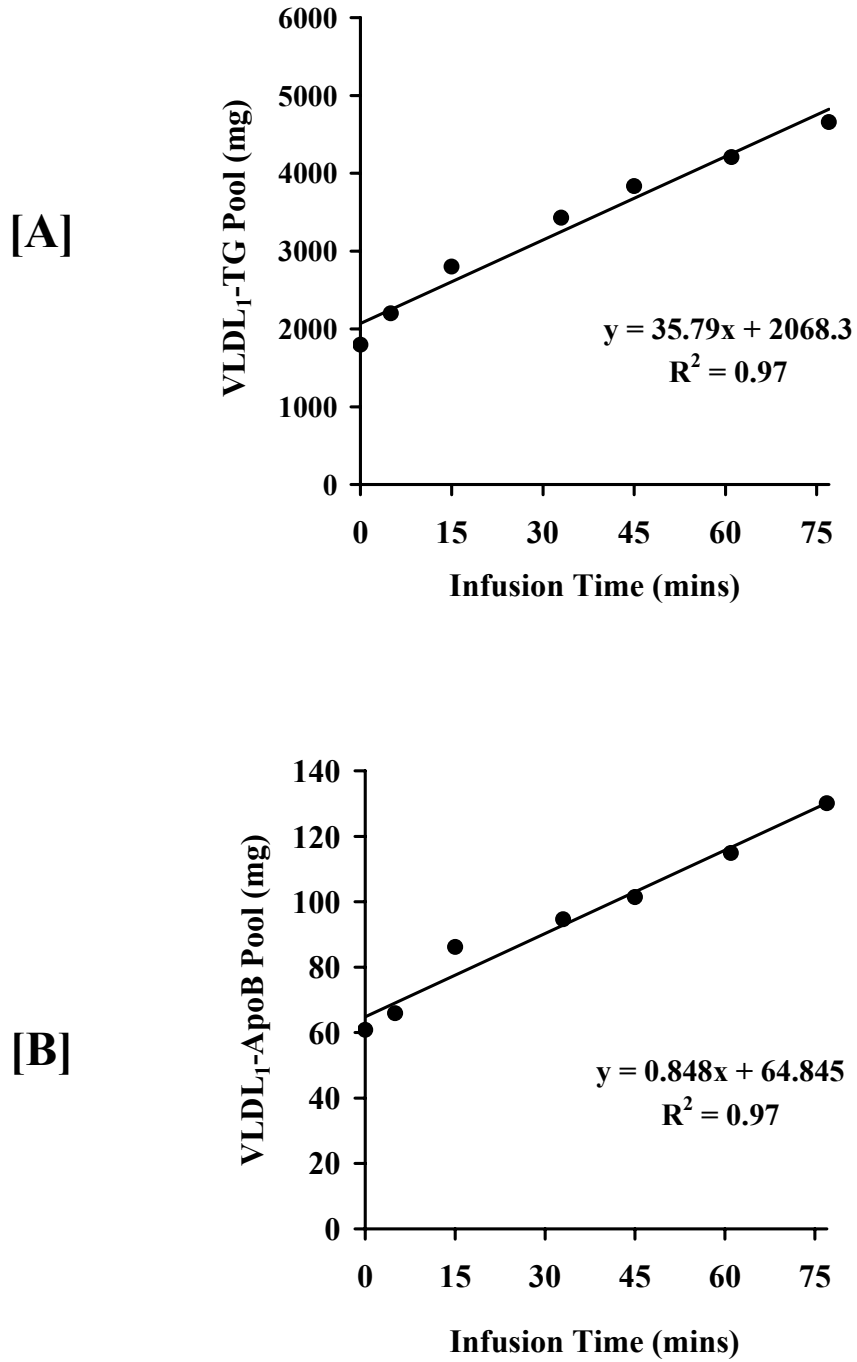 [A]
VLDL₁-TG Pool (mg)
6000
5000
4000
3000
2000
1000
0
y = 35.79x + 2068.3
R² = 0.97
0 15 30 45 60 75
Infusion Time (mins)
[B]
VLDL₁-ApoB Pool (mg)
140
120
100
80
60
40
20
0
y = 0.848x + 64.845
R² = 0.97
0 15 30 45 60 75
Infusion Time (mins)